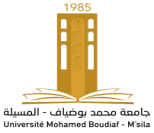 1985
جامعة محمد بوضياف - المسيلة
Université Mohamed Boudiaf - M'sila